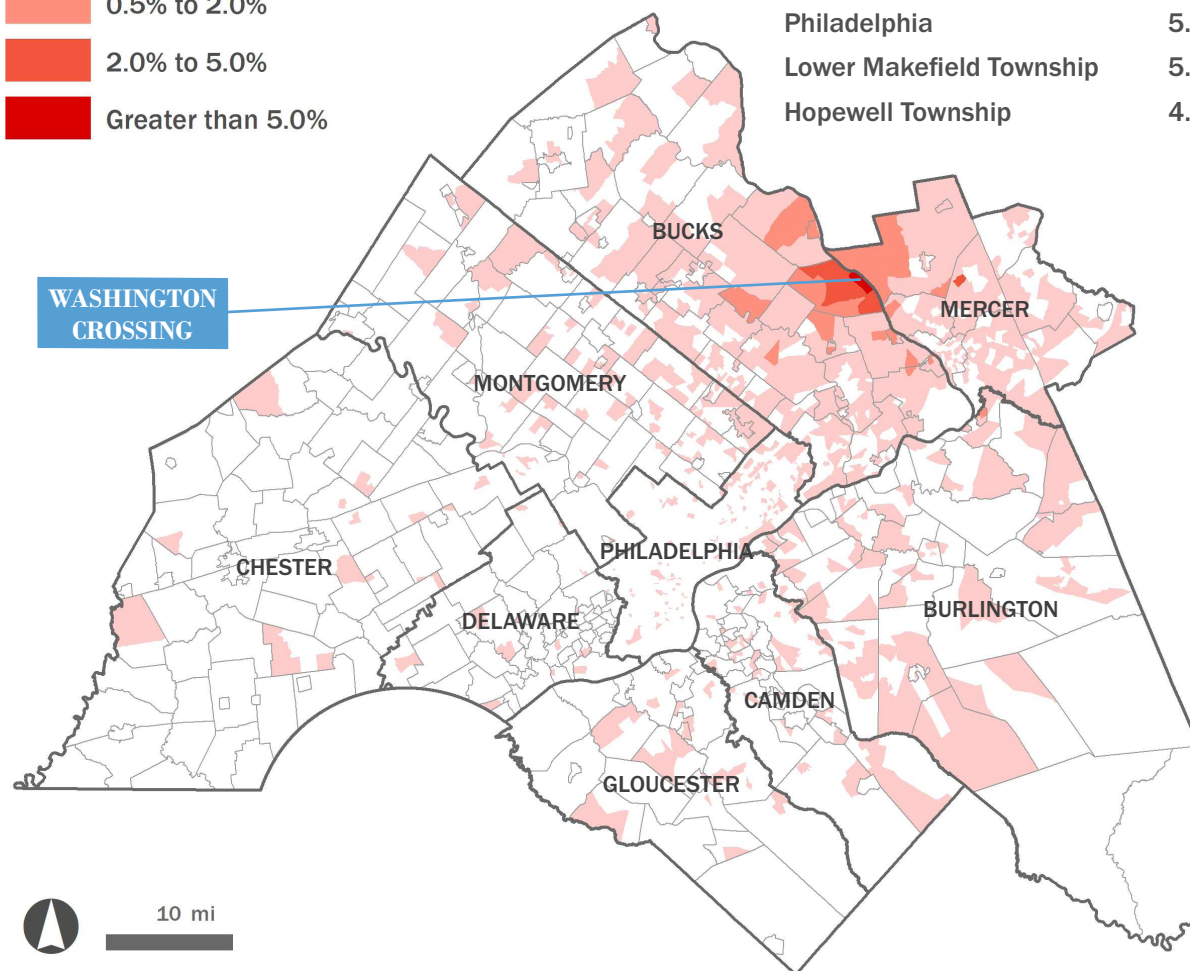 0.5% to 2.0%
2.0% to 5.0%
Greater than 5.0%
Philadelphia 5.
Lower Makefield Township 5.
Hopewell Township 4.
BUCKS
WASHINGTON
CROSSING
MERCER
MONTGOMERY
PHILADELPHIA
CHESTER
DELAWARE
BURLINGTON
CAMDEN
GLOUCESTER
10 mi